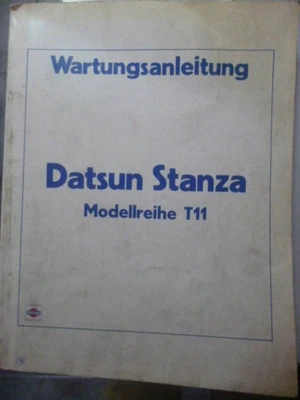 Wartungsanleitung
Datsun Stanza
Modellreihe T11